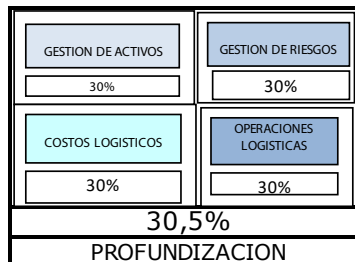 GESTION DE ACTIVOS
GESTION DE RIESGOS
30%
30%
COSTOS LOGISTICOS
OPERACIONES
LOGISTICAS
30%
30%
30,5%
PROFUNDIZACION